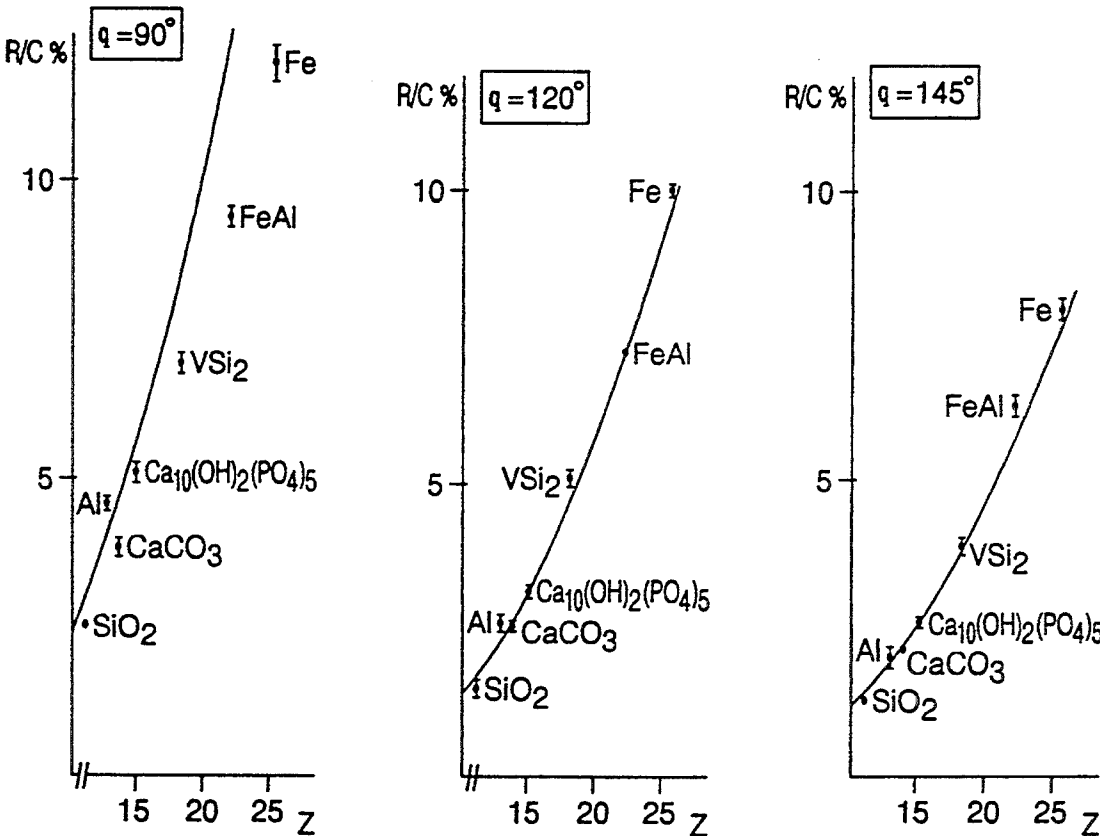 R/C %
q =90°
10
5
Fe
FeAl
VSi2
Ca10(OH)2(PO4)5
Al
CaCO3
SiO2
15 20 25 Z
R/C %
q =120°
10
5
Fe
FeAl
VSi2
Ca10(OH)2(PO4)5
Al
CaCO3
SiO2
15 20 25 Z
R/C %
q =145°
10
5
Fe
FeAl
VSi2
Ca10(OH)2(PO4)5
Al
CaCO3
SiO2
15 20 25 Z